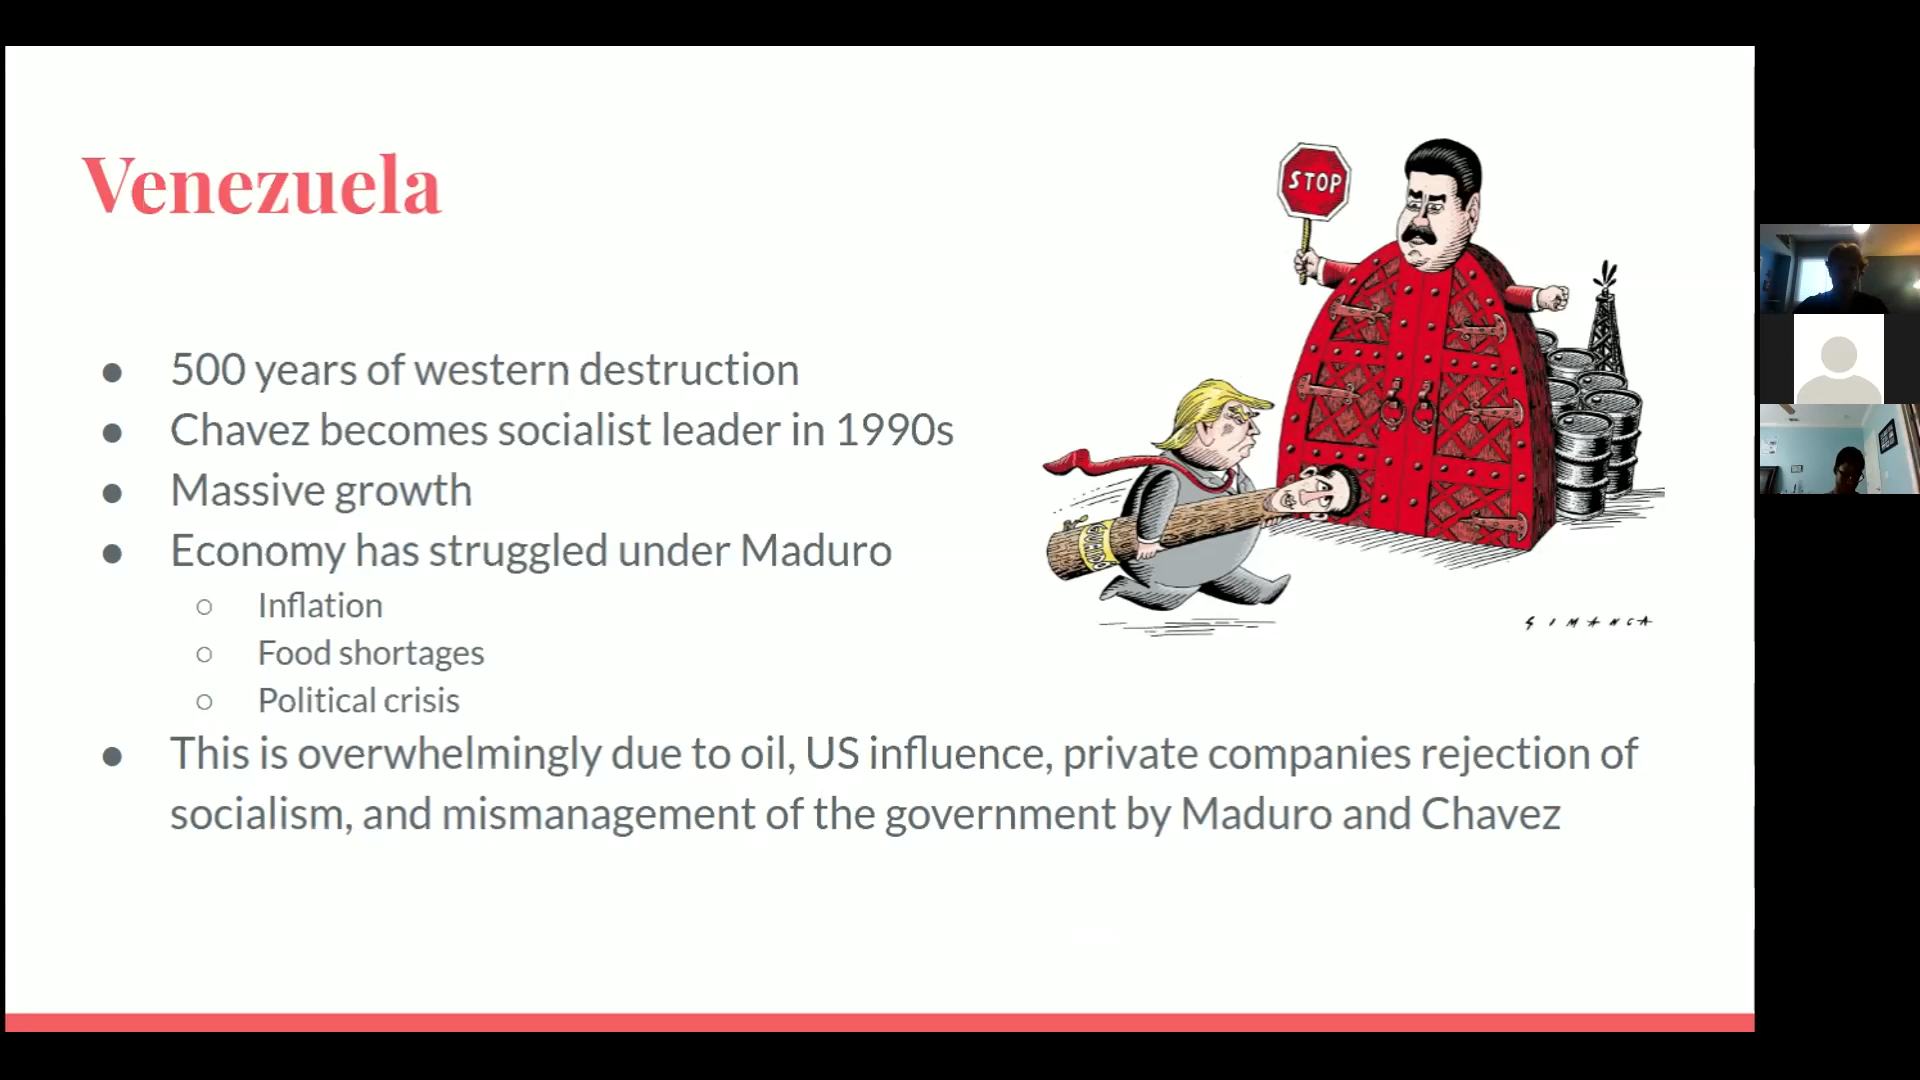 Venezuela
STOP
500 years of western destruction
Chavez becomes socialist leader in 1990s
Massive growth
Economy has struggled under Maduro
Inflation
Food shortages
Political crisis
This is overwhelmingly due to oil, US influence, private companies rejection of
socialism, and mismanagement of the government by Maduro and Chavez
SIMANCA